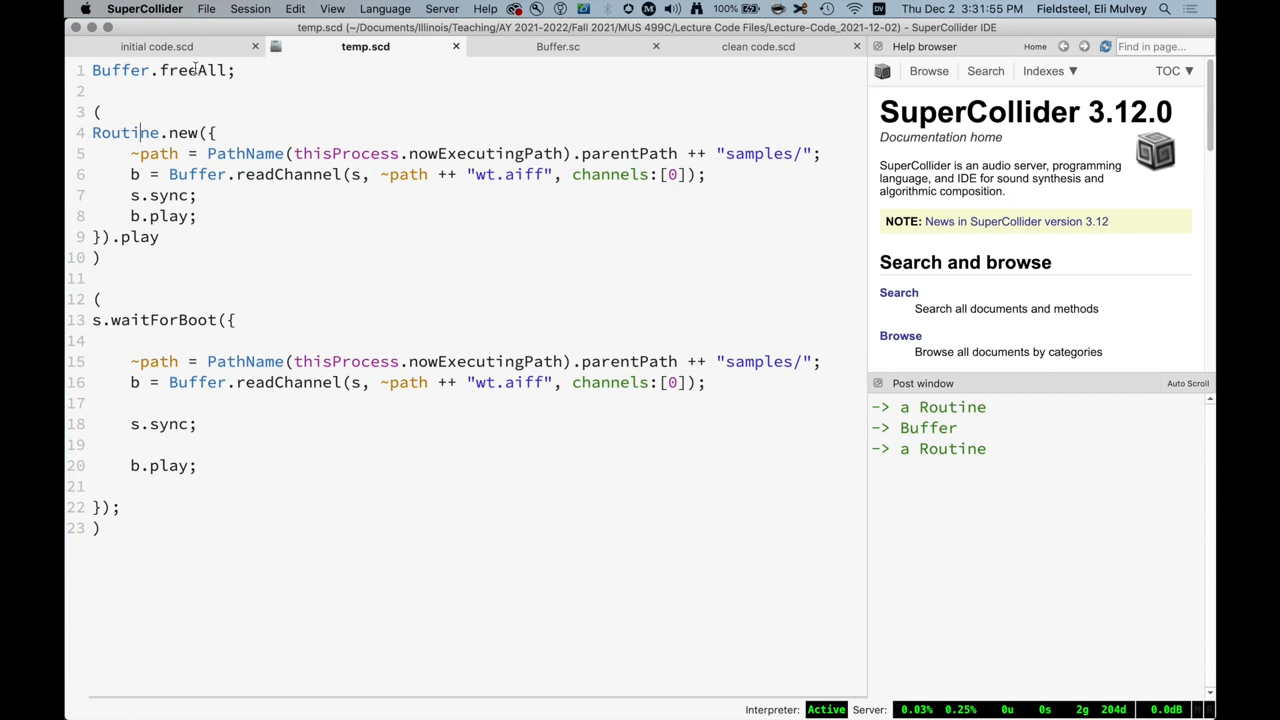 SuperCollider File Session Edit View Language Server Help 100% Thu Dec 2 3:31:55 PM Fieldsteel, Eli Mulvey
temp.scd (~/Documents/Illinois/Teaching/AY 2021-2022/Fall 2021/MUS 499C/Lecture Code Files/Lecture-Code_2021-12-02) - SuperCollider IDE
initial code.scd temp.scd Buffer.sc clean code.scd
Help browser Home Find in page...
Browse Search Indexes ▼ TOC ▼
1 Buffer.freeAll;
2
3 (
4 Routine.new({
5 ~path = PathName(thisProcess.nowExecutingPath).parentPath ++ "samples/";
6 b = Buffer.readChannel(s, ~path ++ "wt.aiff", channels:[0]);
7 s.sync;
8 b.play;
9 }).play
10 )
11
12 (
13 s.waitForBoot({
14
15 ~path = PathName(thisProcess.nowExecutingPath).parentPath ++ "samples/";
16 b = Buffer.readChannel(s, ~path ++ "wt.aiff", channels:[0]);
17
18 s.sync;
19
20 b.play;
21
22 });
23 )
SuperCollider 3.12.0
Documentation home
SuperCollider is an audio server, programming
language, and IDE for sound synthesis and
algorithmic composition.
NOTE: News in SuperCollider version 3.12
Search and browse
Search
Search all documents and methods
Browse
Browse all documents by categories
Post window Auto Scroll
-> a Routine
-> Buffer
-> a Routine
Interpreter: Active Server: 0.03% 0.25% 0u 0s 2g 204d 0.0dB M R